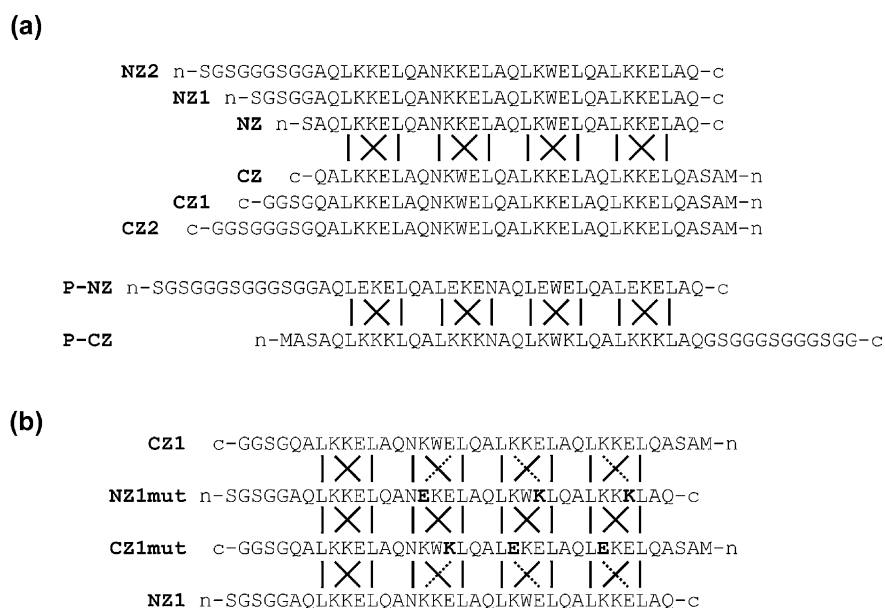 (a)
NZ2 n-SGSGGGSGGAQLKKELQANKKELAQLKWELQALKKELAQ-c
NZ1 n-SGSGGAQLKKELQANKKELAQLKWELQALKKELAQ-c
NZ n-SAQLKKELQANKKELAQLKWELQALKKELAQ-c
CZ c-QALKKELAQNKWELQALKKELAQLKKELQASAM-n
CZ1 c-GGSGQALKKELAQNKWELQALKKELAQLKKELQASAM-n
CZ2 c-GGSGGGSGQALKKELAQNKWELQALKKELAQLKKELQASAM-n
P-NZ n-SGSGGGSGGGSGGAQLEKELQALEKENAQLEWELQALEKELAQ-c
P-CZ n-MASAQLKKKLQALKKKNAQLKWKLQALKKKLAQGSGGGSGGGSGG-c
(b)
CZ1 c-GGSGQALKKELAQNKWELQALKKELAQLKKELQASAM-n
NZ1mut n-SGSGGAQLKKELQANEKELAQLKWKLQALKKKLAQ-c
CZ1mut c-GGSGQALKKELAQNKWKLQALEKELAQLEKELQASAM-n
NZ1 n-SGSGGAQLKKELQANKKELAQLKWELQALKKELAQ-c